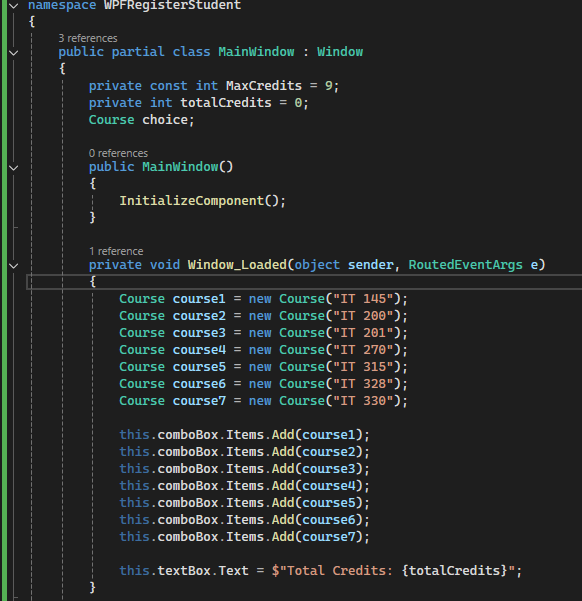 namespace WPFRegisterStudent
{
3 references
public partial class MainWindow : Window
{
private const int MaxCredits = 9;
private int totalCredits = 0;
Course choice;
0 references
public MainWindow()
{
InitializeComponent();
}
1 reference
private void Window_Loaded(object sender, RoutedEventArgs e)
{
Course course1 = new Course("IT 145");
Course course2 = new Course("IT 200");
Course course3 = new Course("IT 201");
Course course4 = new Course("IT 270");
Course course5 = new Course("IT 315");
Course course6 = new Course("IT 328");
Course course7 = new Course("IT 330");
this.comboBox.Items.Add(course1);
this.comboBox.Items.Add(course2);
this.comboBox.Items.Add(course3);
this.comboBox.Items.Add(course4);
this.comboBox.Items.Add(course5);
this.comboBox.Items.Add(course6);
this.comboBox.Items.Add(course7);
this.textBox.Text = $"Total Credits: {totalCredits}";
}